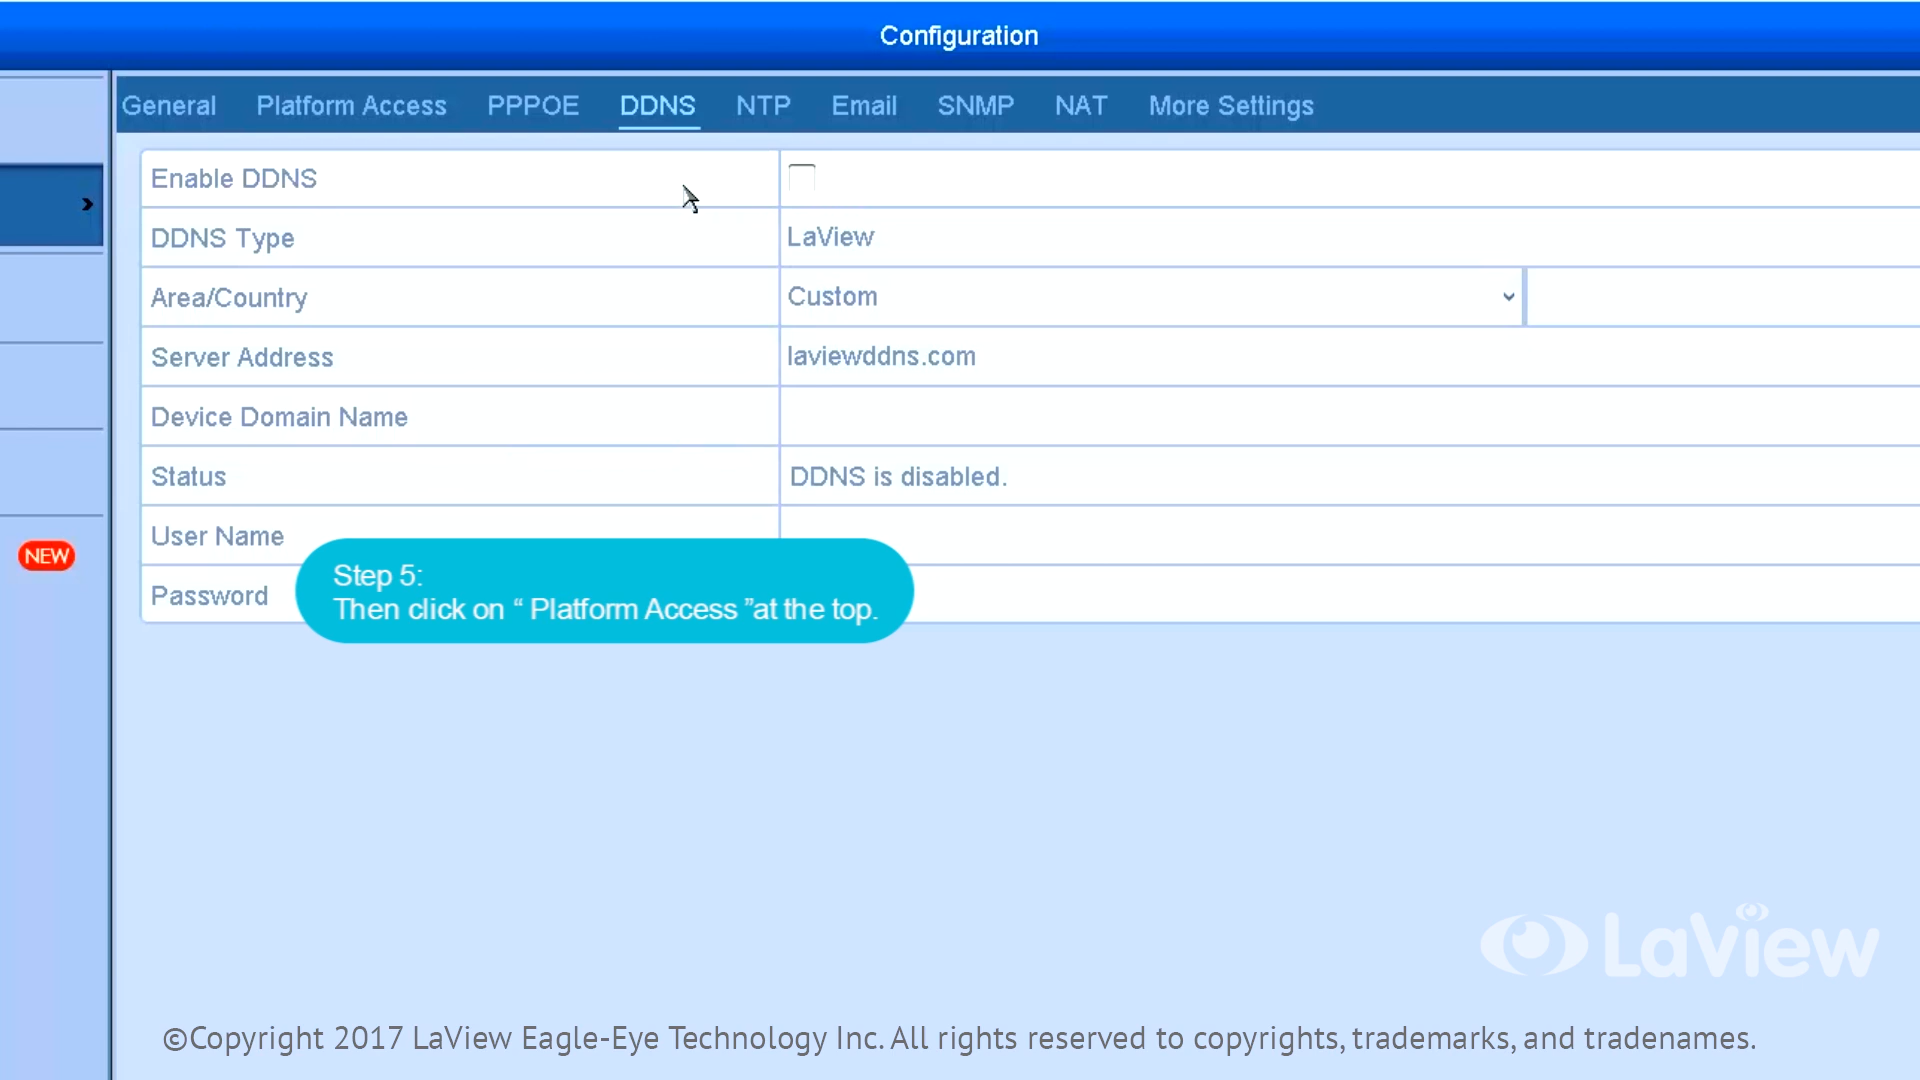 Configuration
General Platform Access PPPOE DDNS NTP Email SNMP NAT More Settings
Enable DDNS
DDNS Type LaView
Area/Country Custom
Server Address laviewddns.com
Device Domain Name
Status DDNS is disabled.
User Name
NEW
Password
Step 5:
Then click on “ Platform Access ”at the top.
LaView
©Copyright 2017 LaView Eagle-Eye Technology Inc. All rights reserved to copyrights, trademarks, and tradenames.